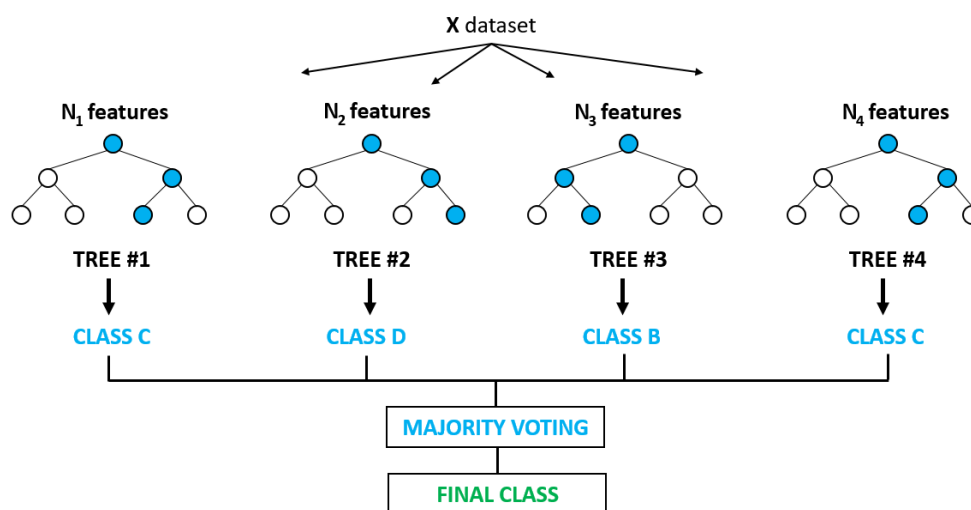 X dataset
N1 features
N2 features
N3 features
N4 features
TREE #1
TREE #2
TREE #3
TREE #4
CLASS C
CLASS D
CLASS B
CLASS C
MAJORITY VOTING
FINAL CLASS